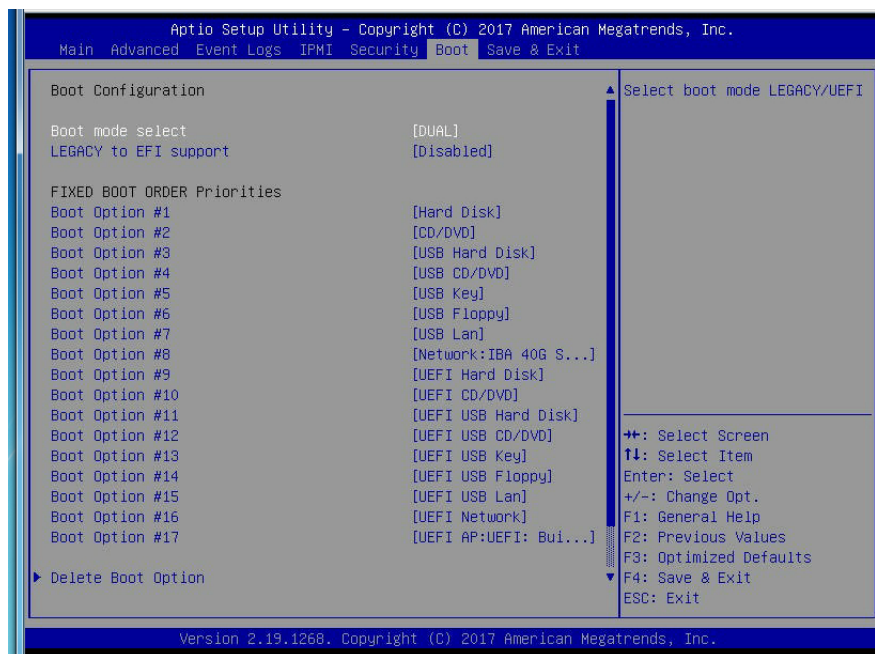 Aptio Setup Utility – Copyright (C) 2017 American Megatrends, Inc.
Main Advanced Event Logs IPMI Security Boot Save & Exit
Boot Configuration
Select boot mode LEGACY/UEFI
Boot mode select [DUAL]
LEGACY to EFI support [Disabled]
FIXED BOOT ORDER Priorities
Boot Option #1 [Hard Disk]
Boot Option #2 [CD/DVD]
Boot Option #3 [USB Hard Disk]
Boot Option #4 [USB CD/DVD]
Boot Option #5 [USB Key]
Boot Option #6 [USB Floppy]
Boot Option #7 [USB Lan]
Boot Option #8 [Network:IBA 40G S...]
Boot Option #9 [UEFI Hard Disk]
Boot Option #10 [UEFI CD/DVD]
Boot Option #11 [UEFI USB Hard Disk]
Boot Option #12 [UEFI USB CD/DVD]
Boot Option #13 [UEFI USB Key]
Boot Option #14 [UEFI USB Floppy]
Boot Option #15 [UEFI USB Lan]
Boot Option #16 [UEFI Network]
Boot Option #17 [UEFI AP:UEFI: Bui...]
Delete Boot Option
→←: Select Screen
↑↓: Select Item
Enter: Select
+/-: Change Opt.
F1: General Help
F2: Previous Values
F3: Optimized Defaults
F4: Save & Exit
ESC: Exit
Version 2.19.1268. Copyright (C) 2017 American Megatrends, Inc.